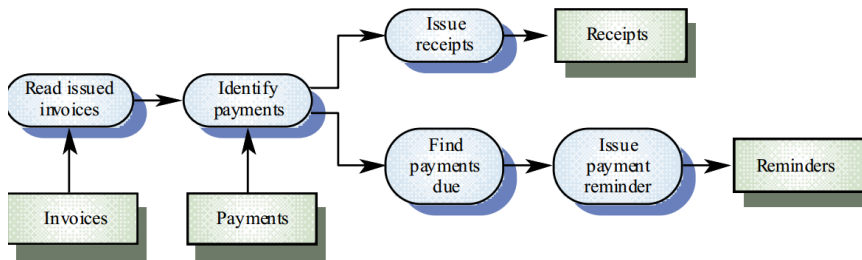 Issue
receipts
Receipts
Read issued
invoices
Identify
payments
Find
payments
due
Issue
payment
reminder
Reminders
Invoices
Payments